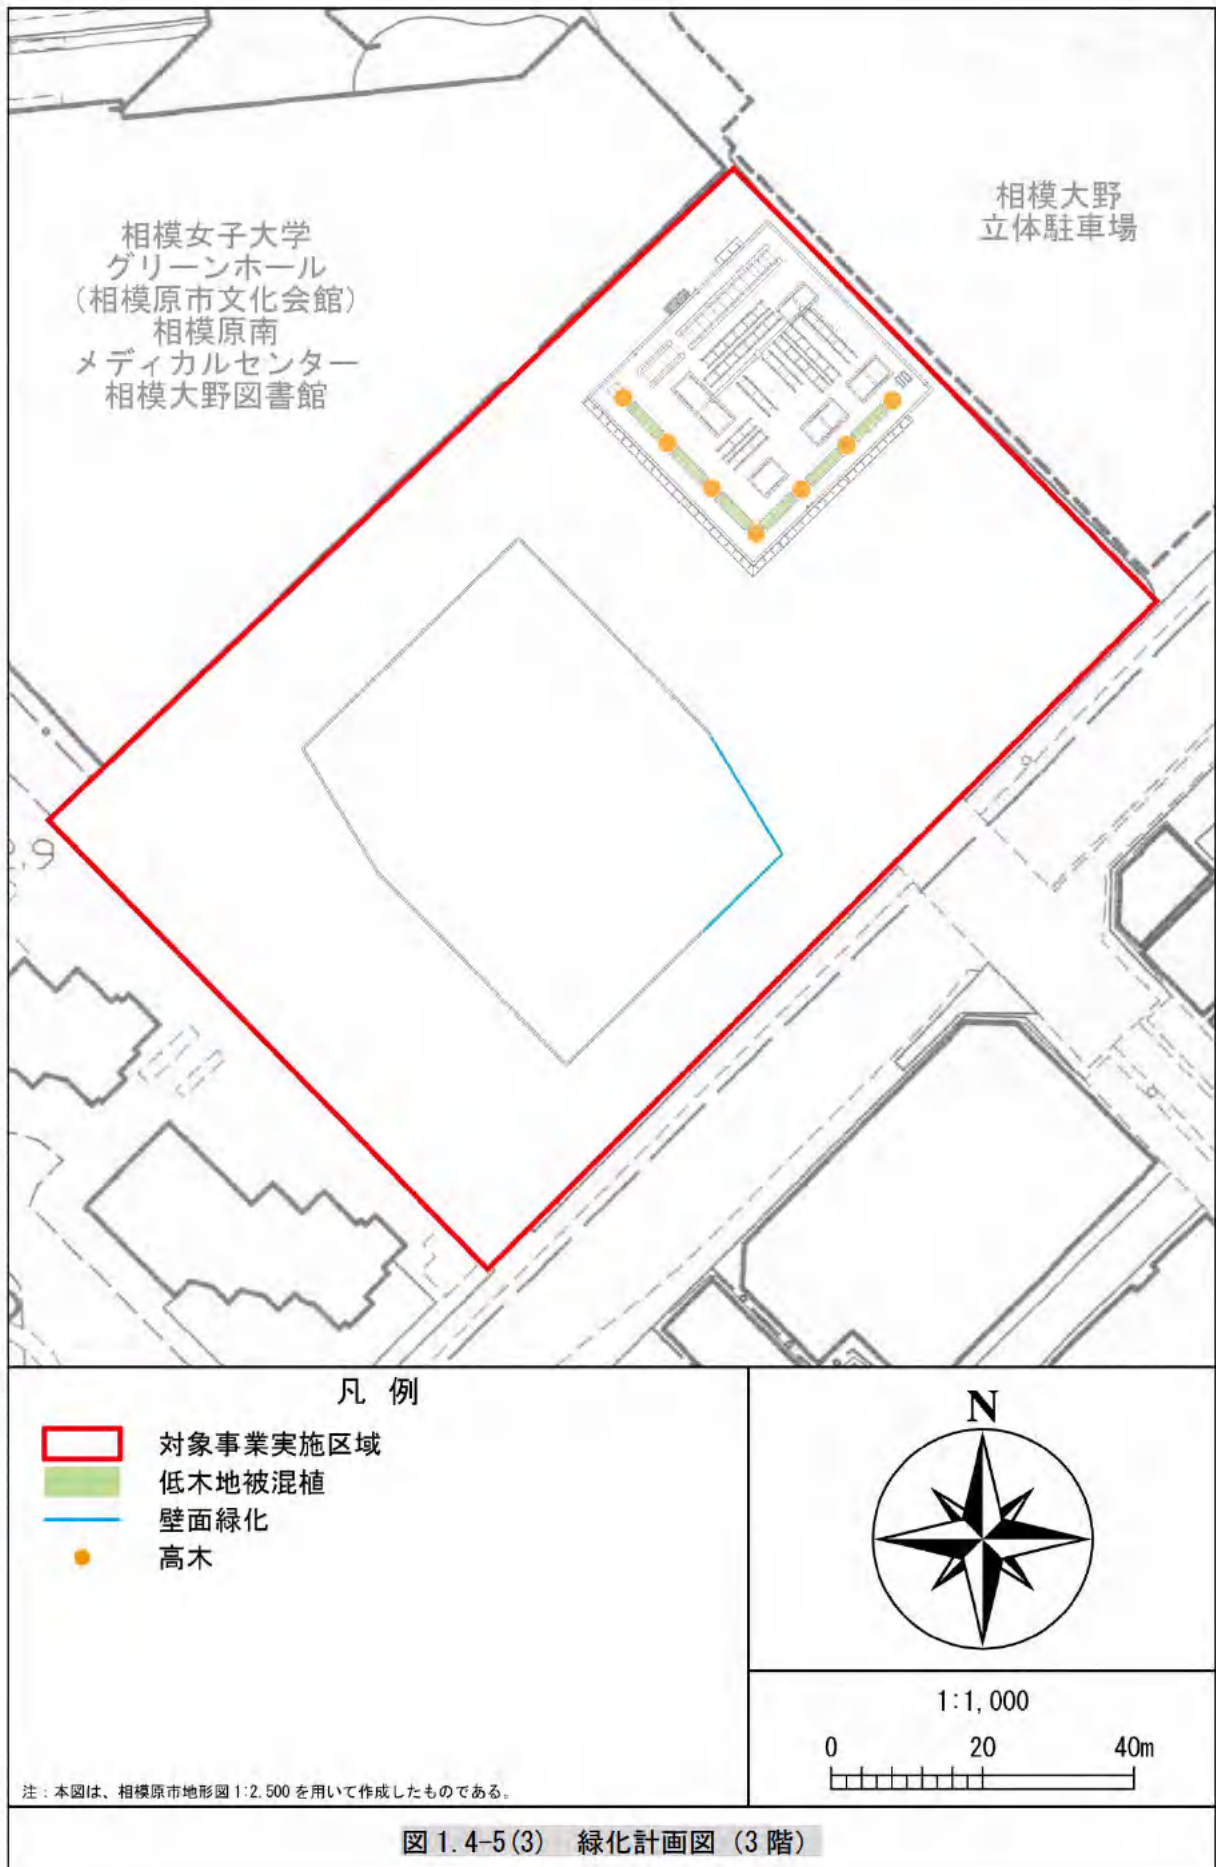 相模女子大学
グリーンホール
(相模原市文化会館)
相模原南
メディカルセンター
相模大野図書館
相模大野
立体駐車場
凡 例
対象事業実施区域
低木地被混植
壁面緑化
高木
N
1:1,000
0 20 40m
注:本図は、相模原市地形図1:2,500を用いて作成したものである。
図1.4-5(3) 緑化計画図(3階)